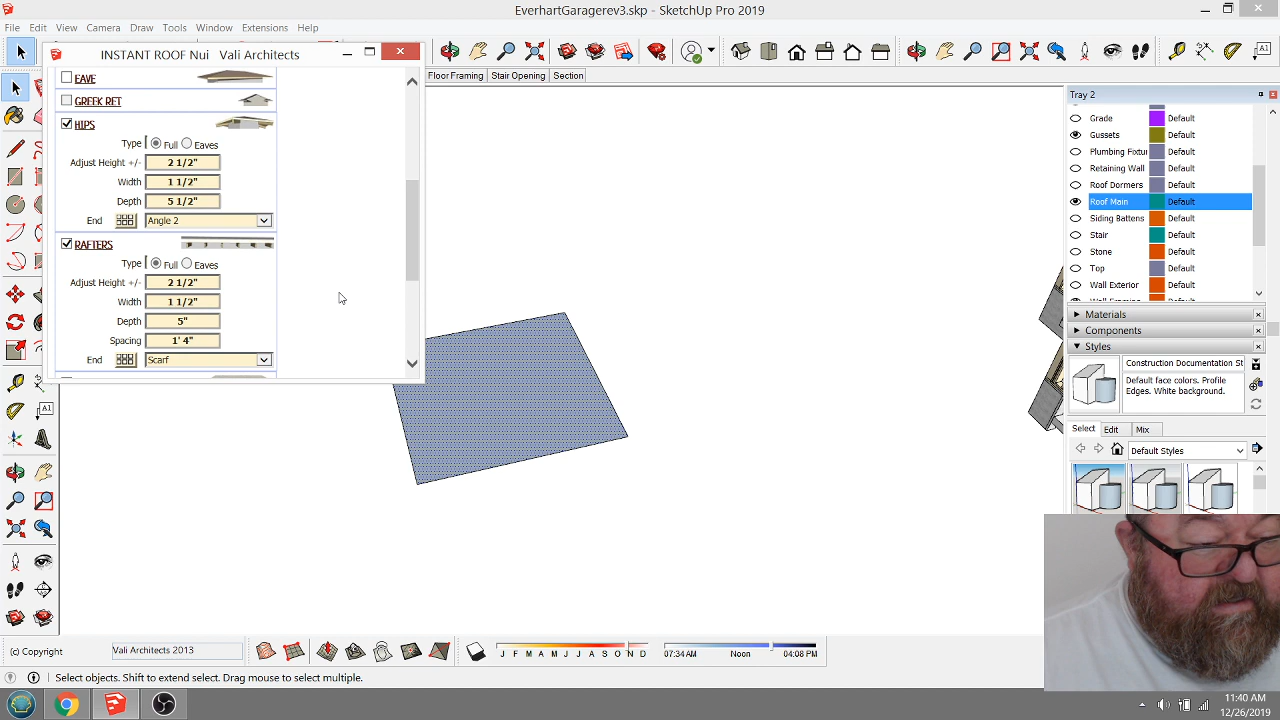 EverhartGaragerev3.skp - SketchUp Pro 2019
File Edit View Camera Draw Tools Window Extensions Help
INSTANT ROOF Nui Vali Architects
Floor Framing Stair Opening Section
EAVE
GREEK RET
HIPS
Type Full Eaves
Adjust Height +/- 2 1/2"
Width 1 1/2"
Depth 5 1/2"
End Angle 2
RAFTERS
Type Full Eaves
Adjust Height +/- 2 1/2"
Width 1 1/2"
Depth 5"
Spacing 1' 4"
End Scarf
Tray 2
Grade Default
Gussets Default
Plumbing Fixtu Default
Retaining Wall Default
Roof Dormers Default
Roof Main Default
Siding Battens Default
Stair Default
Stone Default
Top Default
Wall Exterior Default
Materials
Components
Styles
Construction Documentation St
Default face colors. Profile
Edges. White background.
Select Edit Mix
Default Styles
A1
(c) Copyrigh Vali Architects 2013
J F M A M J J A S O N D
07:34 AM Noon 04:08 PM
Select objects. Shift to extend select. Drag mouse to select multiple.
11:40 AM
12/26/2019